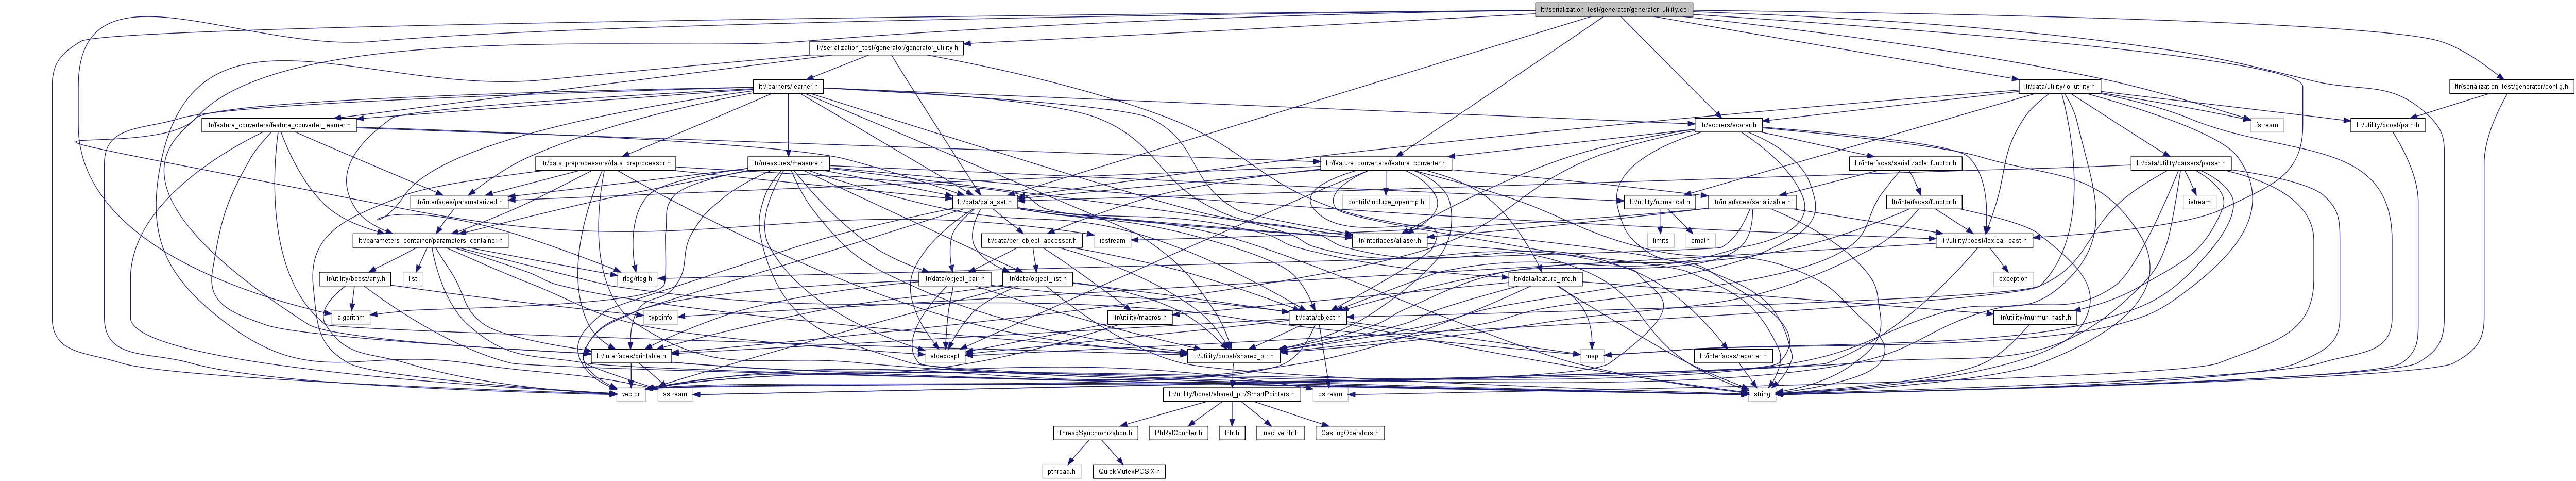 ltr/serialization_test/generator/generator_utility.cc
ltr/serialization_test/generator/generator_utility.h
ltr/learners/learner.h
ltr/data/utility/io_utility.h
ltr/serialization_test/generator/config.h
ltr/feature_converters/feature_converter_learner.h
ltr/scorers/scorer.h
fstream
ltr/utility/boost/path.h
ltr/data_preprocessors/data_preprocessor.h
ltr/measures/measure.h
ltr/feature_converters/feature_converter.h
ltr/interfaces/serializable_functor.h
ltr/data/utility/parsers/parser.h
ltr/interfaces/parameterized.h
ltr/data/data_set.h
contrib/include_openmp.h
ltr/utility/numerical.h
ltr/interfaces/serializable.h
ltr/interfaces/functor.h
istream
ltr/parameters_container/parameters_container.h
iostream
ltr/data/per_object_accessor.h
ltr/interfaces/aliaser.h
limits
cmath
ltr/utility/boost/lexical_cast.h
ltr/utility/boost/any.h
list
rlog/rlog.h
ltr/data/object_pair.h
ltr/data/object_list.h
ltr/data/feature_info.h
exception
algorithm
typeinfo
ltr/utility/macros.h
ltr/data/object.h
ltr/utility/murmur_hash.h
ltr/interfaces/printable.h
stdexcept
ltr/utility/boost/shared_ptr.h
map
ltr/interfaces/reporter.h
vector
sstream
ltr/utility/boost/shared_ptr/SmartPointers.h
ostream
string
ThreadSynchronization.h
PtrRefCounter.h
Ptr.h
InactivePtr.h
CastingOperators.h
pthread.h
QuickMutexPOSIX.h